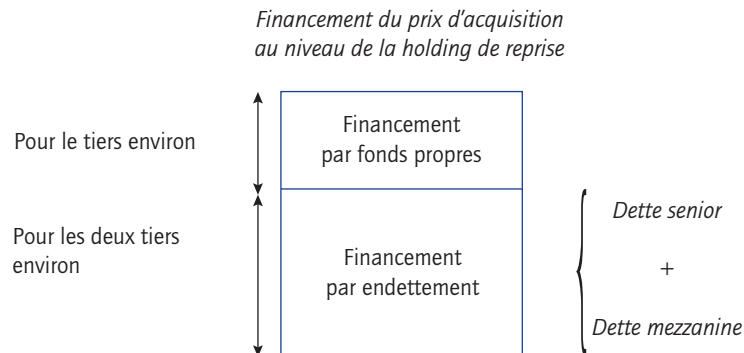 Financement du prix d’acquisition
au niveau de la holding de reprise
Pour le tiers environ
Financement
par fonds propres
Pour les deux tiers
environ
Financement
par endettement
Dette senior
+
Dette mezzanine